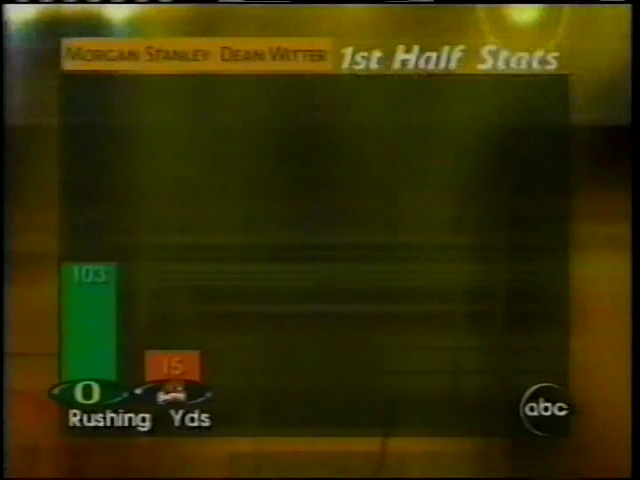 MORGAN STANLEY DEAN WITTER 1st Half Stats
103
15
O
Rushing Yds
abc